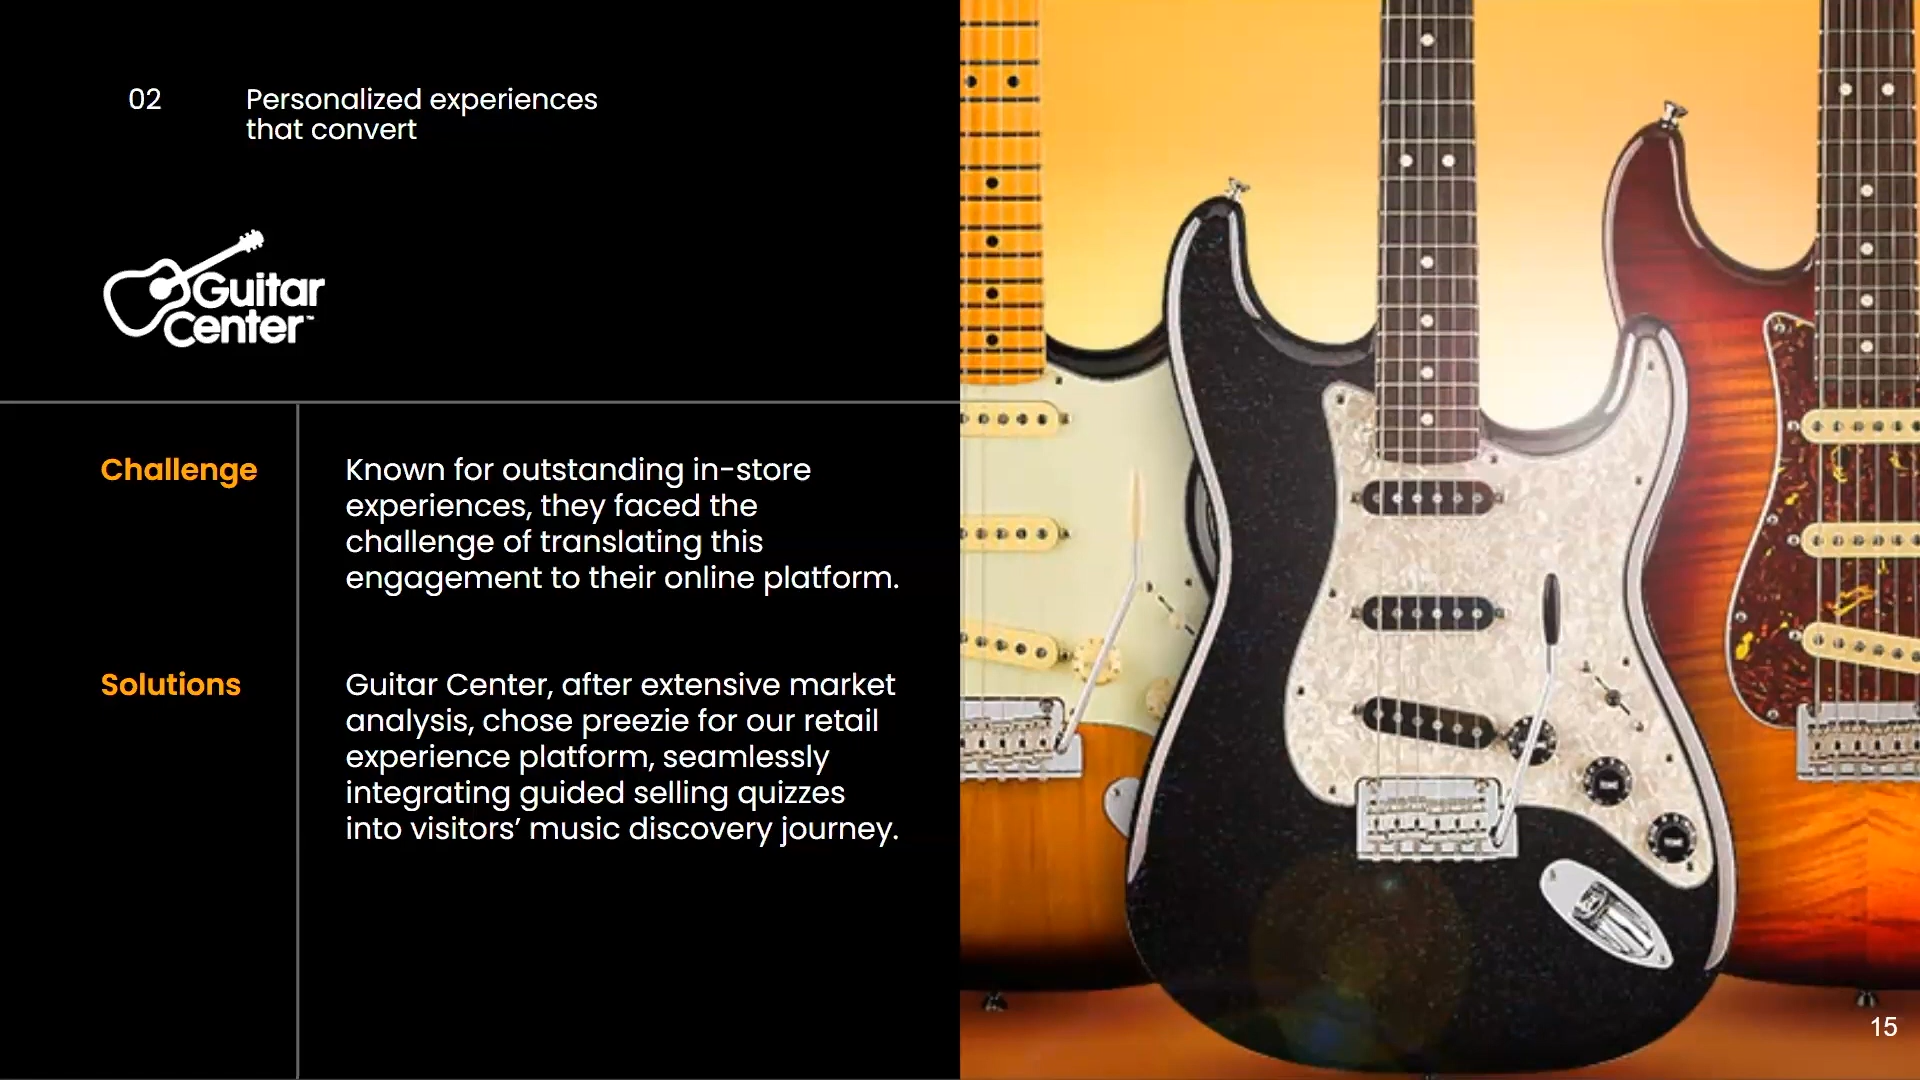 02
Personalized experiences
that convert
Guitar
Center™
Challenge
Known for outstanding in-store
experiences, they faced the
challenge of translating this
engagement to their online platform.
Solutions
Guitar Center, after extensive market
analysis, chose preezie for our retail
experience platform, seamlessly
integrating guided selling quizzes
into visitors’ music discovery journey.
15